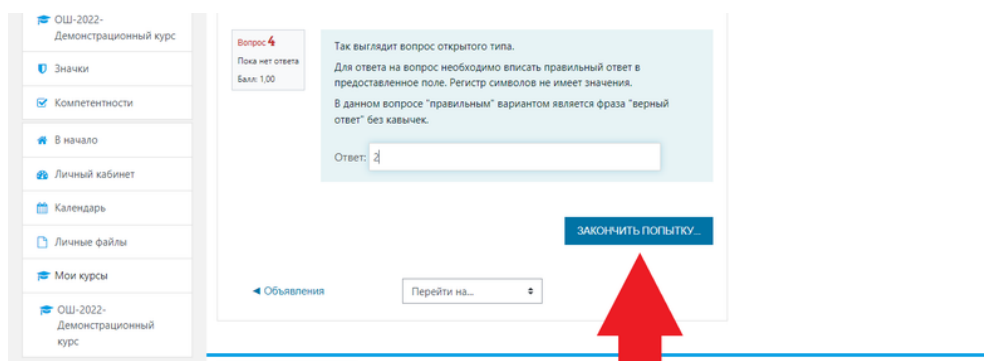 ОШ-2022-
Демонстрационный курс
Значки
Компетентности
В начало
Личный кабинет
Календарь
Личные файлы
Мои курсы
ОШ-2022-
Демонстрационный
курс
Вопрос 4
Пока нет ответа
Балл: 1,00
Так выглядит вопрос открытого типа.
Для ответа на вопрос необходимо вписать правильный ответ в
предоставленное поле. Регистр символов не имеет значения.
В данном вопросе "правильным" вариантом является фраза "верный
ответ" без кавычек.
Ответ: 2
ЗАКОНЧИТЬ ПОПЫТКУ...
◄ Объявления
Перейти на...